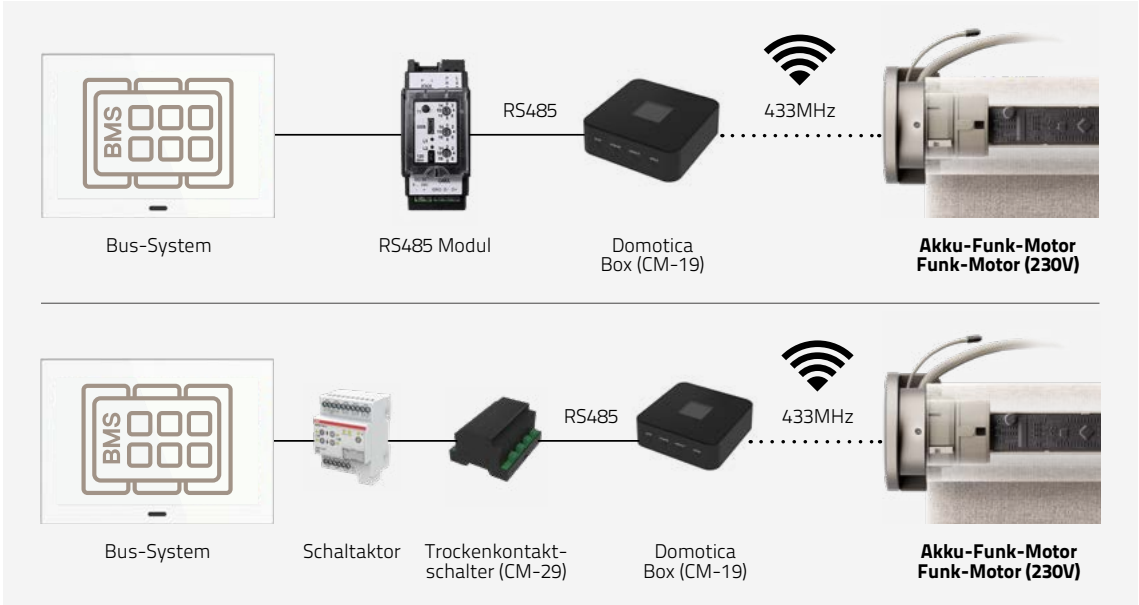 BMS
RS485
433MHz
Bus-System
RS485 Modul
Domotica
Box (CM-19)
Akku-Funk-Motor
Funk-Motor (230V)
BMS
RS485
433MHz
Bus-System
Schaltaktor
Trockenkontakt-
schalter (CM-29)
Domotica
Box (CM-19)
Akku-Funk-Motor
Funk-Motor (230V)